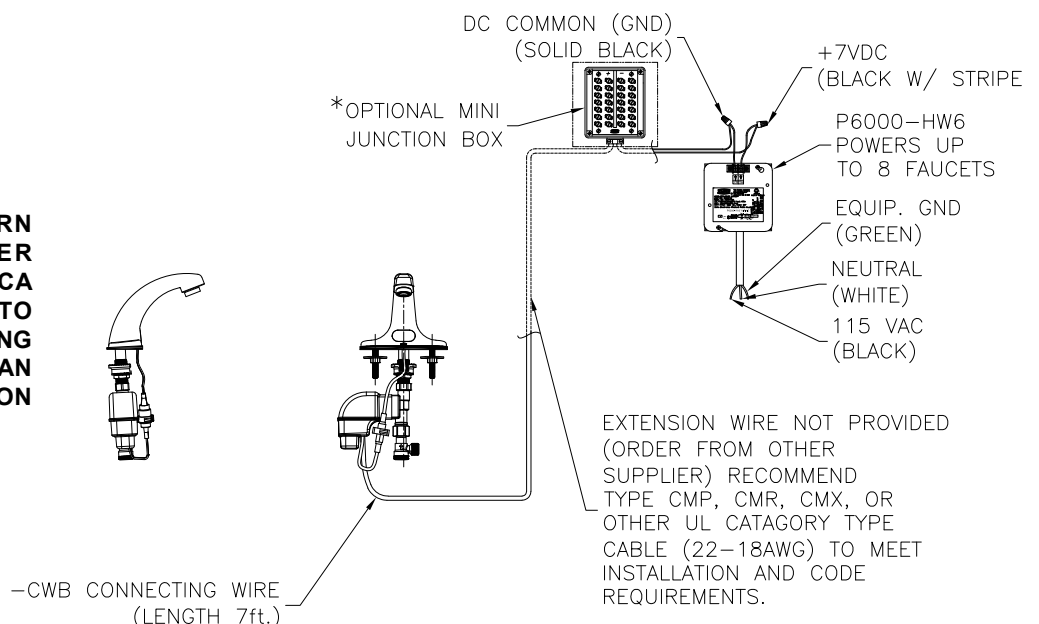 DC COMMON (GND)
(SOLID BLACK)
+7VDC
(BLACK W/ STRIPE
*OPTIONAL MINI
JUNCTION BOX
P6000-HW6
POWERS UP
TO 8 FAUCETS
EQUIP. GND
(GREEN)
NEUTRAL
(WHITE)
115 VAC
(BLACK)
RN
ER
CA
TO
NG
AN
ON
EXTENSION WIRE NOT PROVIDED
(ORDER FROM OTHER
SUPPLIER) RECOMMEND
TYPE CMP, CMR, CMX, OR
OTHER UL CATAGORY TYPE
CABLE (22-18AWG) TO MEET
INSTALLATION AND CODE
REQUIREMENTS.
-CWB CONNECTING WIRE
(LENGTH 7ft.)